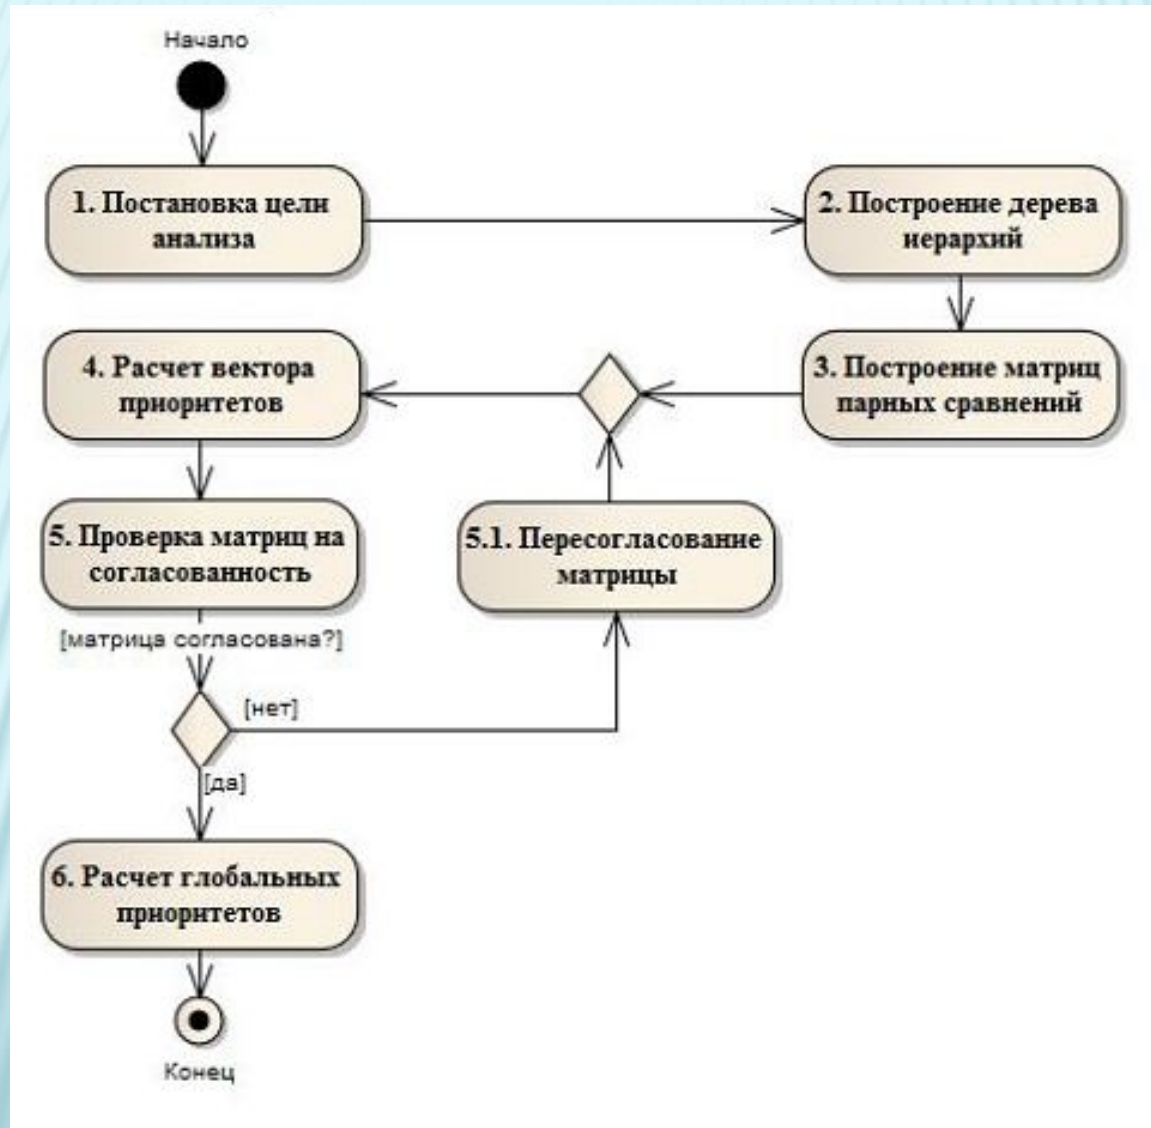 Начало
1. Постановка цели
анализа
2. Построение дерева
иерархий
3. Построение матриц
парных сравнений
4. Расчет вектора
приоритетов
5. Проверка матриц на
согласованность
5.1. Пересогласование
матрицы
[матрица согласована?]
[нет]
[да]
6. Расчет глобальных
приоритетов
Конец